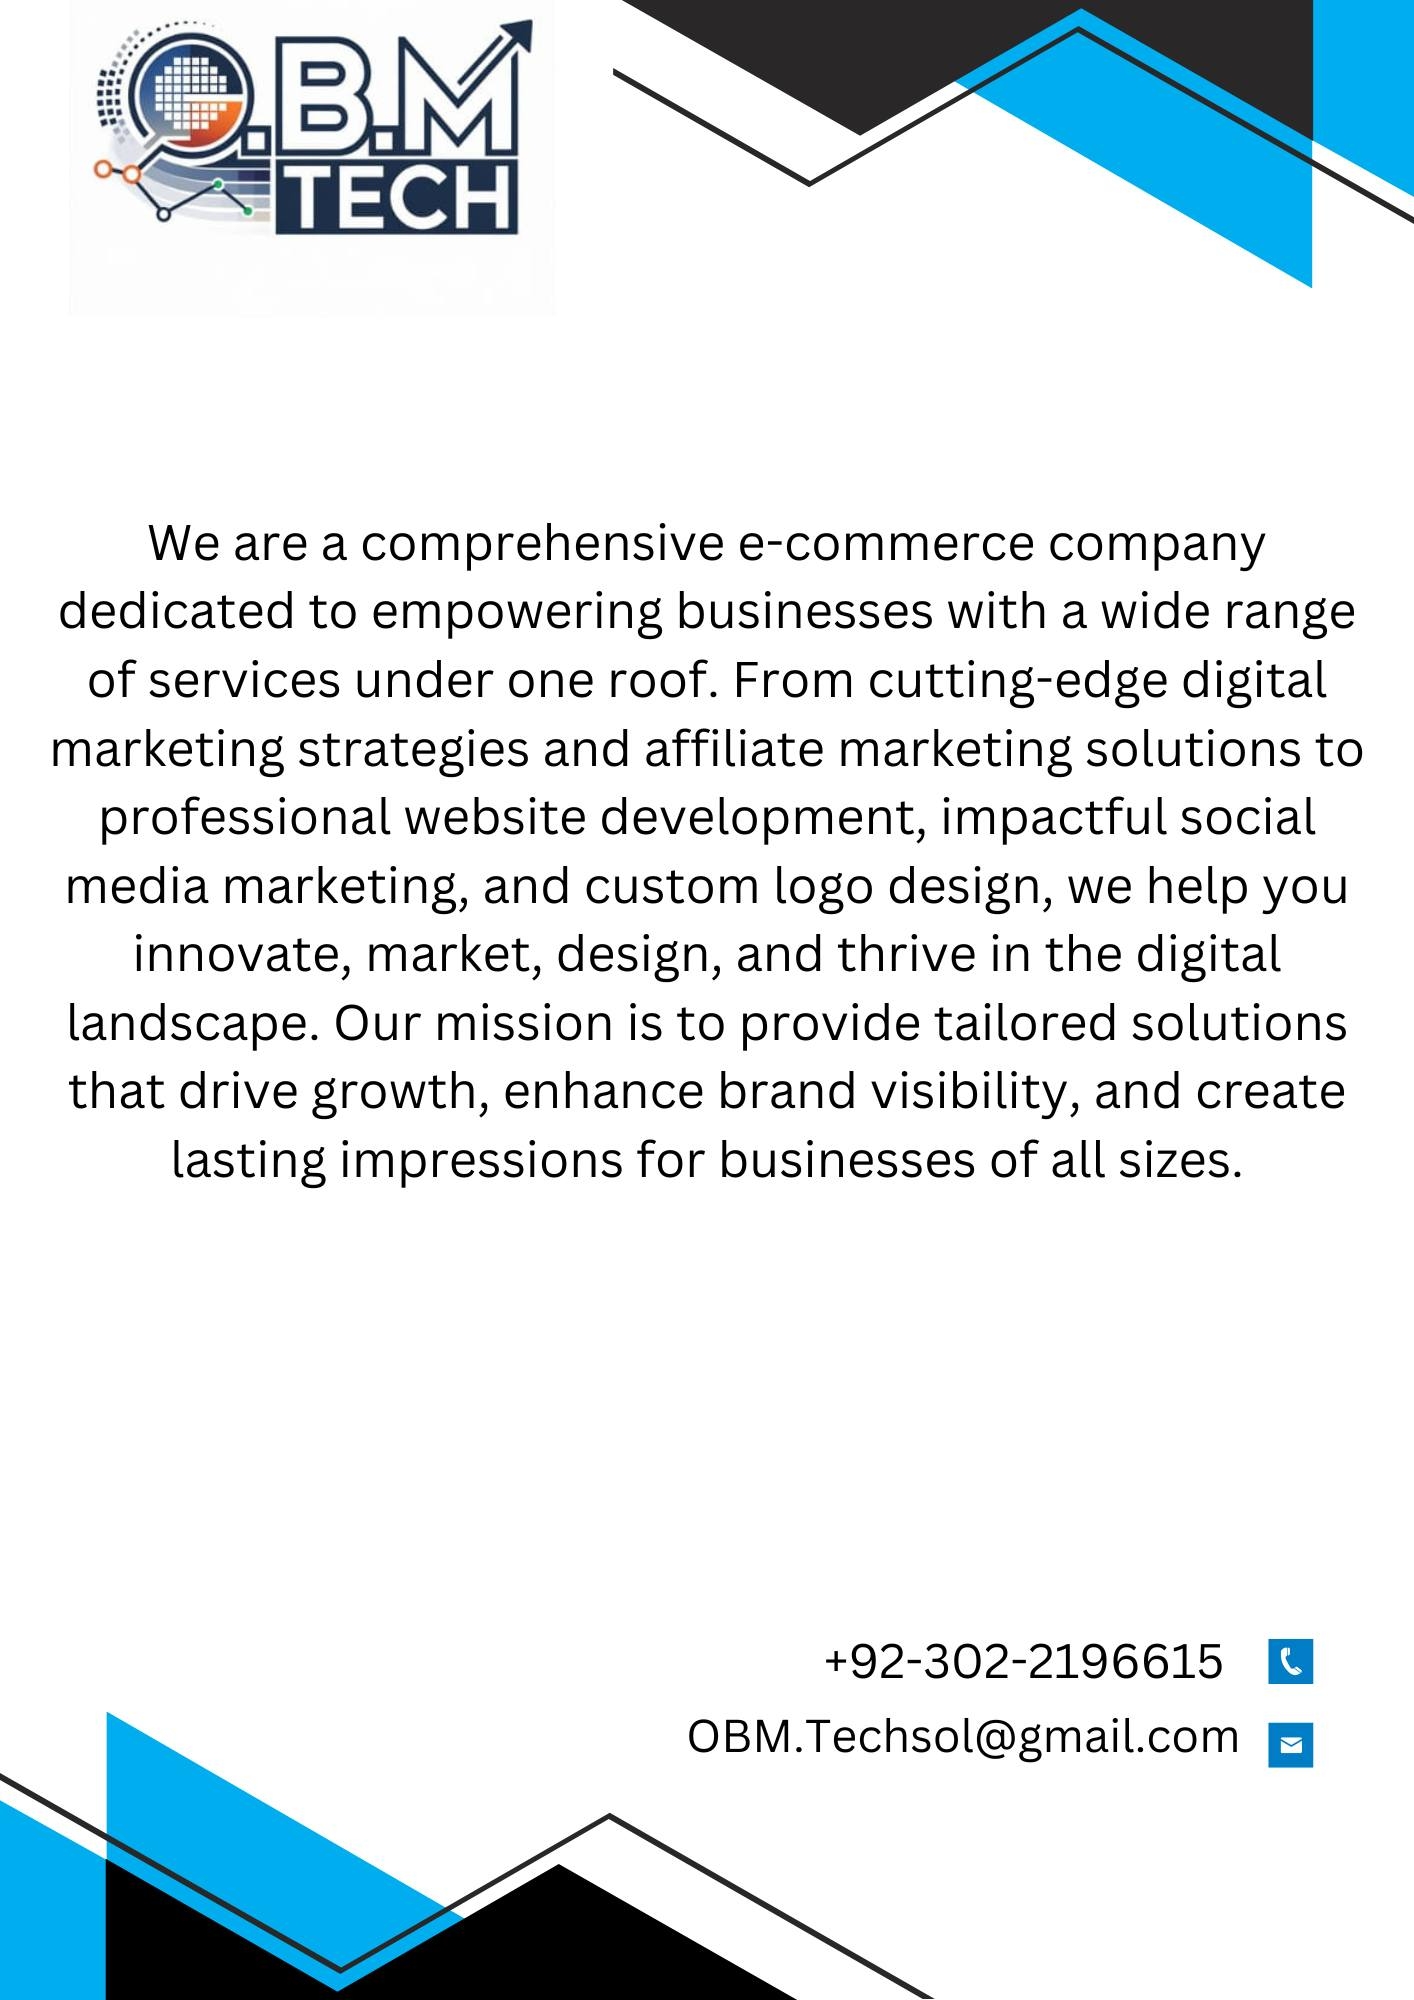 O.B.M
TECH
We are a comprehensive e-commerce company
dedicated to empowering businesses with a wide range
of services under one roof. From cutting-edge digital
marketing strategies and affiliate marketing solutions to
professional website development, impactful social
media marketing, and custom logo design, we help you
innovate, market, design, and thrive in the digital
landscape. Our mission is to provide tailored solutions
that drive growth, enhance brand visibility, and create
lasting impressions for businesses of all sizes.
+92-302-2196615
OBM.Techsol@gmail.com